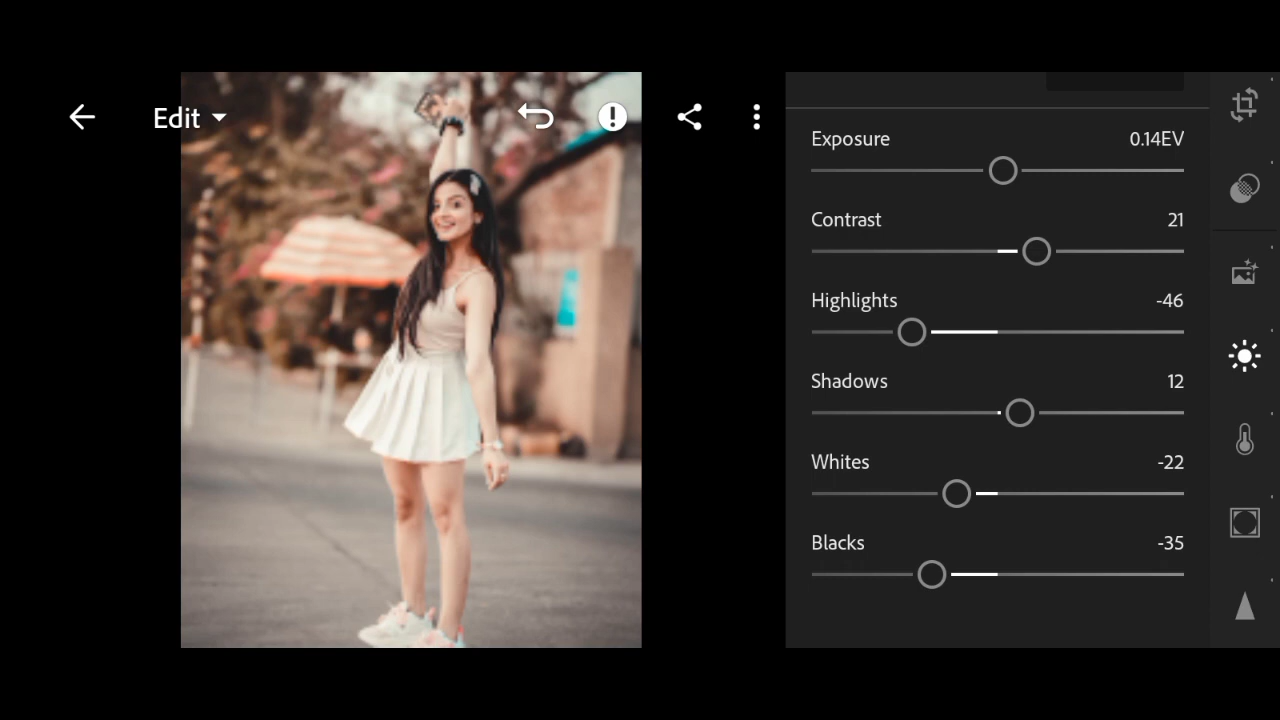 Edit
Exposure 0.14EV
Contrast 21
Highlights -46
Shadows 12
Whites -22
Blacks -35